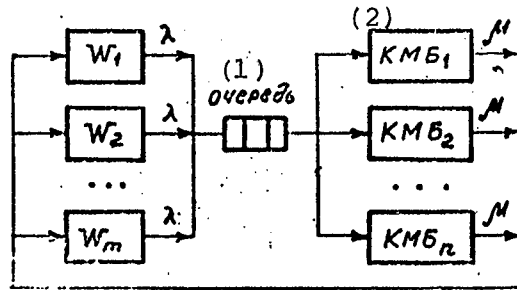 (2)
λ
W₁
(1)
КМБ₁
μ
очередь
W₂
λ
КМБ₂
μ
...
...
Wₘ
λ
КМБₙ
μ